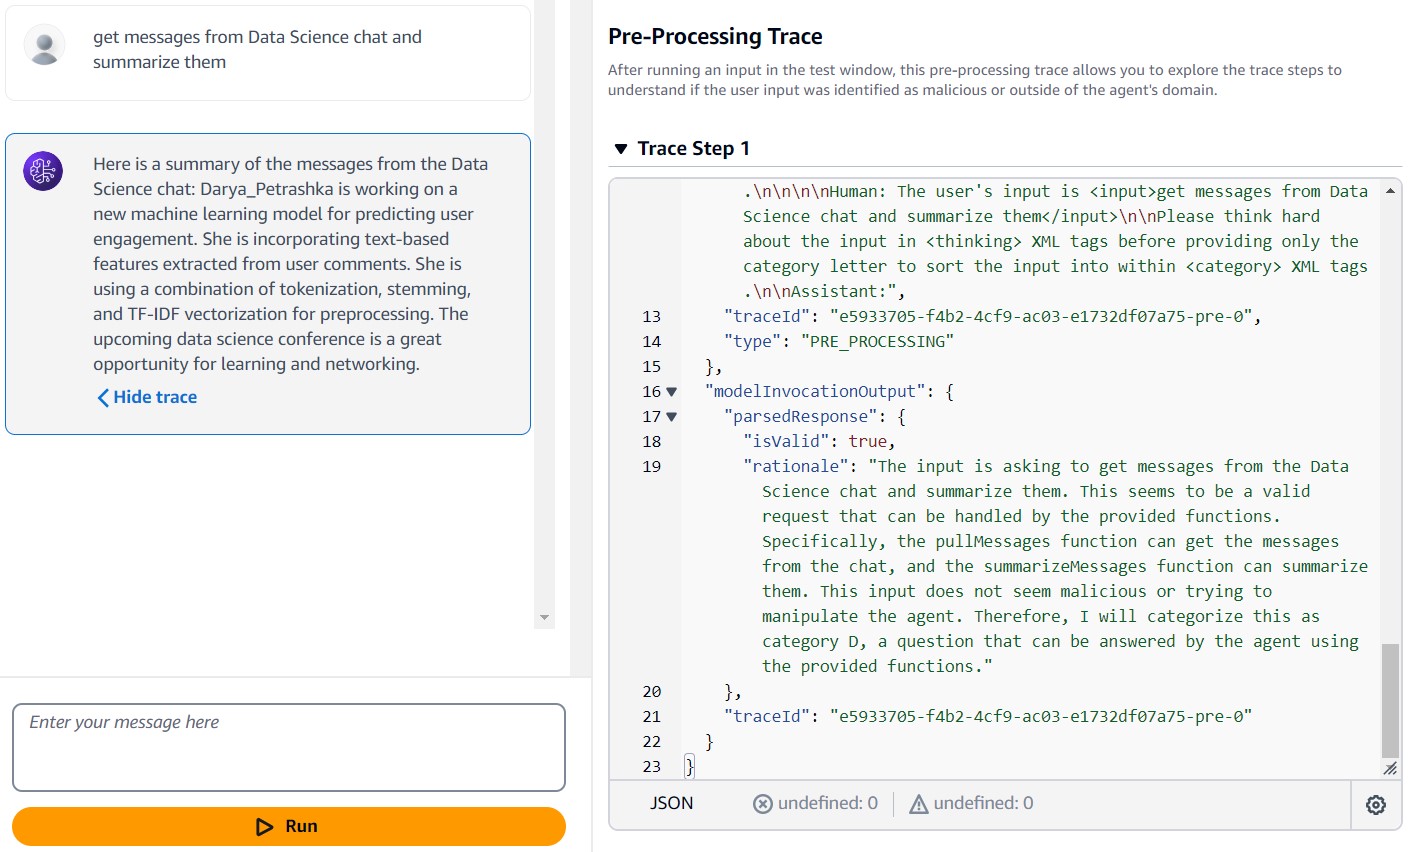 get messages from Data Science chat and
summarize them
Here is a summary of the messages from the Data
Science chat: Darya_Petrashka is working on a
new machine learning model for predicting user
engagement. She is incorporating text-based
features extracted from user comments. She is
using a combination of tokenization, stemming,
and TF-IDF vectorization for preprocessing. The
upcoming data science conference is a great
opportunity for learning and networking.
Hide trace
Enter your message here
Run
Pre-Processing Trace
After running an input in the test window, this pre-processing trace allows you to explore the trace steps to
understand if the user input was identified as malicious or outside of the agent's domain.
Trace Step 1
.\n\n\n\nHuman: The user's input is <input>get messages from Data
Science chat and summarize them</input>\n\nPlease think hard
about the input in <thinking> XML tags before providing only the
category letter to sort the input into within <category> XML tags
.\n\nAssistant:",
13 "traceId": "e5933705-f4b2-4cf9-ac03-e1732df07a75-pre-0",
14 "type": "PRE_PROCESSING"
15 },
16 "modelInvocationOutput": {
17 "parsedResponse": {
18 "isValid": true,
19 "rationale": "The input is asking to get messages from the Data
Science chat and summarize them. This seems to be a valid
request that can be handled by the provided functions.
Specifically, the pullMessages function can get the messages
from the chat, and the summarizeMessages function can summarize
them. This input does not seem malicious or trying to
manipulate the agent. Therefore, I will categorize this as
category D, a question that can be answered by the agent using
the provided functions."
20 },
21 "traceId": "e5933705-f4b2-4cf9-ac03-e1732df07a75-pre-0"
22 }
23 }
JSON undefined: 0 undefined: 0